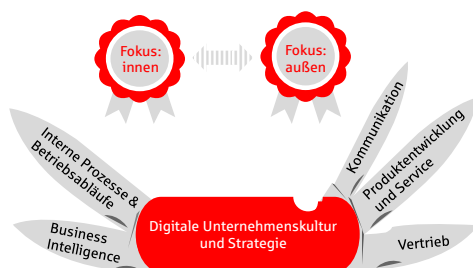 Fokus:
innen
Fokus:
außen
Interne Prozesse &
Betriebsabläufe
Business
Intelligence
Digitale Unternehmenskultur
und Strategie
Kommunikation
Produktentwicklung
und Service
Vertrieb